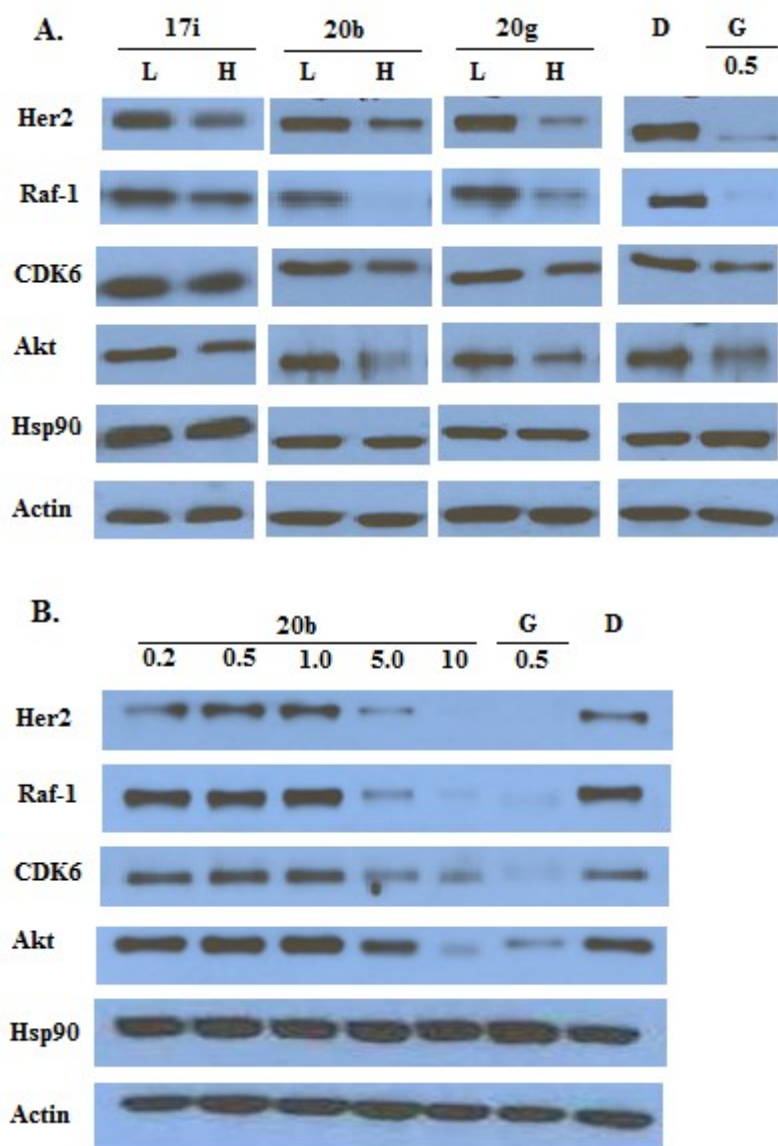 A.
17i 20b 20g D G
L H L H L H 0.5
Her2
Raf-1
CDK6
Akt
Hsp90
Actin
B.
20b G D
0.2 0.5 1.0 5.0 10 0.5
Her2
Raf-1
CDK6
Akt
Hsp90
Actin